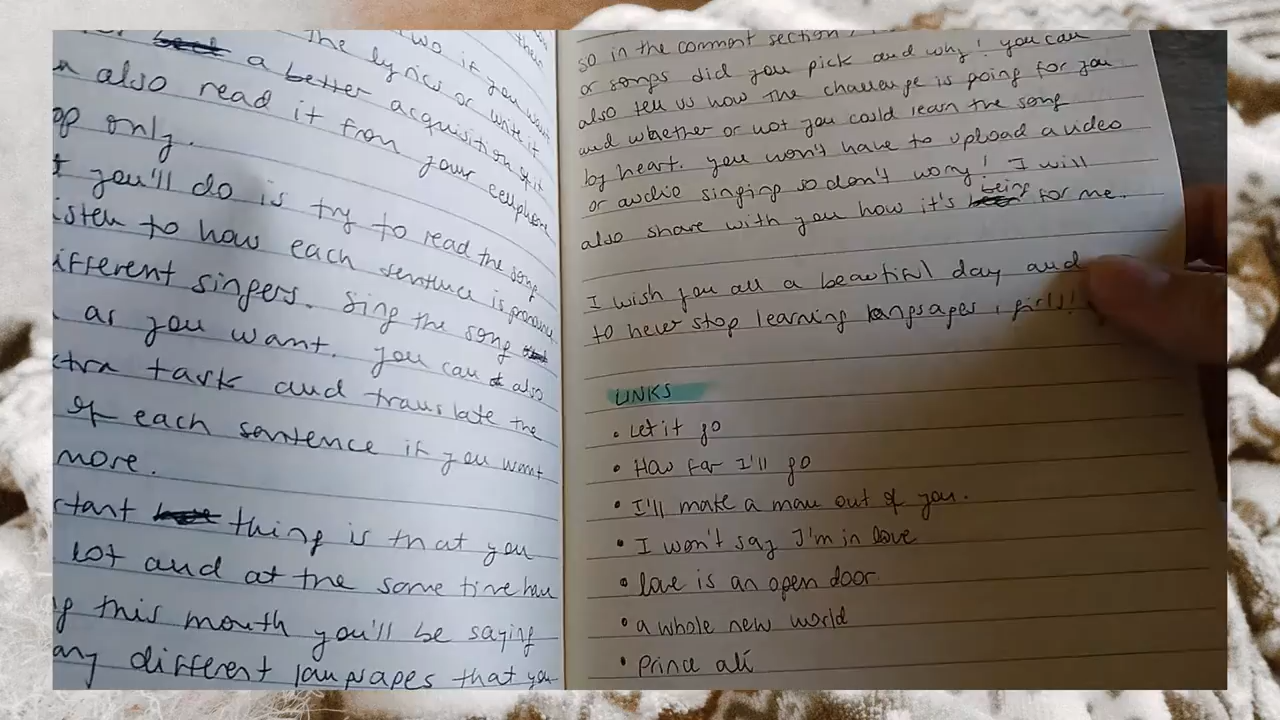 two if you want
The lyrics or write it
a better acquisition of it
also read it from your cellphone
only.
you'll do is try to read the song
to how each sentence is
singers. Sing the song
as you want. you can also
task and translate the
of each sentence if you want
more.
thing is that you
lot and at the same time have
this month you'll be saying
different languages that you
so in the comment section,
or songs did you pick and why? you can
also tell us how the challenge is going for you
and whether or not you could learn the song
by heart. you won't have to upload a video
or audio singing so don't worry! I will
also share with you how it's being for me.
I wish you all a beautiful day and
to never stop learning languages, girls!
LINKS
• Let it go
• How far I'll go
• I'll make a man out of you.
• I won't say I'm in love
• love is an open door
• a whole new world
• prince ali